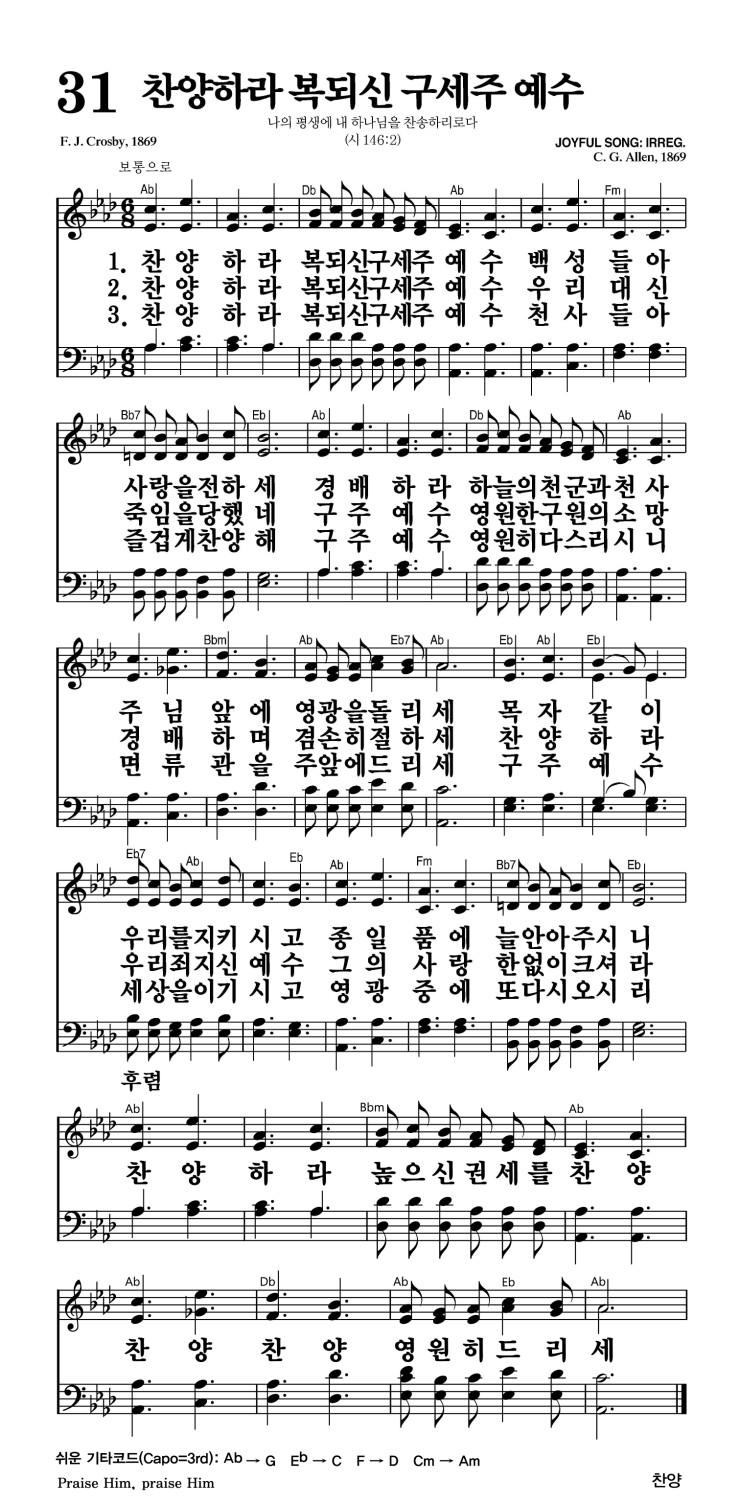 31 찬양하라 복되신 구세주 예수
나의 평생에 내 하나님을 찬송하리로다
(시 146:2)
F. J. Crosby, 1869
JOYFUL SONG: IRREG.
C. G. Allen, 1869
보통으로
Ab Db Ab Fm
6/8
1. 찬 양 하 라 복되신구세주 예 수 백 성 들 아
2. 찬 양 하 라 복되신구세주 예 수 우 리 대 신
3. 찬 양 하 라 복되신구세주 예 수 천 사 들 아
6/8
Bb7 Eb Ab Db Ab
사랑을전하 세 경 배 하 라 하늘의천군과천 사
죽임을당했 네 구 주 예 수 영원한구원의소 망
즐겁게찬양 해 구 주 예 수 영원히다스리시 니
Bbm Ab Eb7 Ab Eb Ab Eb
주 님 앞 에 영광을돌 리 세 목 자 같 이
경 배 하 며 겸손히절 하 세 찬 양 하 라
면 류 관 을 주앞에드 리 세 구 주 예 수
Eb7 Ab Eb Ab Fm Bb7 Eb
우리를지키 시 고 종 일 품 에 늘안아주시 니
우리죄지신 예 수 그 의 사 랑 한없이크셔 라
세상을이기 시 고 영 광 중 에 또다시오시 리
후렴
Ab Bbm Ab
찬 양 하 라 높으신권세를 찬 양
Ab Db Ab Eb Ab
찬 양 찬 양 영 원 히 드 리 세
쉬운 기타코드(Capo=3rd): Ab → G Eb → C F → D Cm → Am
Praise Him, praise Him
찬양